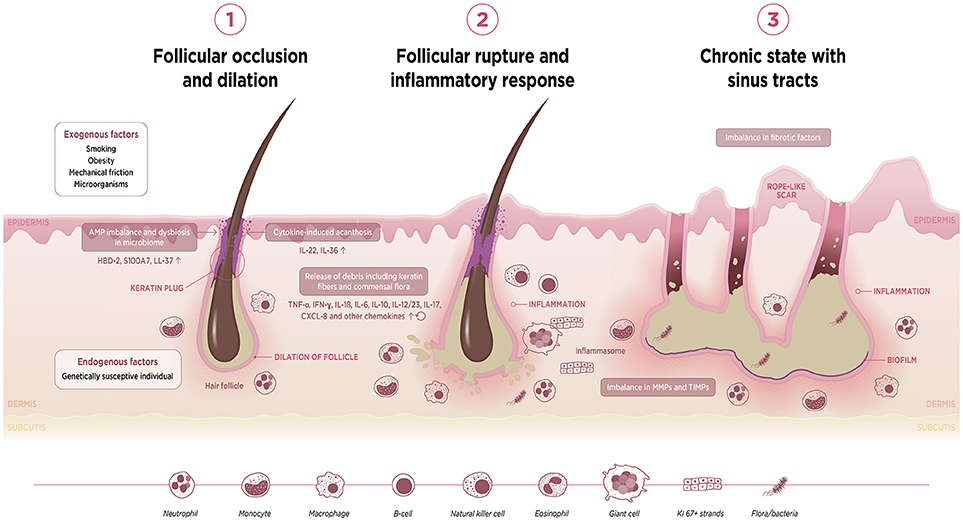 1
Follicular occlusion
and dilation
2
Follicular rupture and
inflammatory response
3
Chronic state with
sinus tracts
Exogenous factors
Smoking
Obesity
Mechanical friction
Microorganisms
Imbalance in fibrotic factors
ROPE-LIKE
SCAR
EPIDERMIS
EPIDERMIS
AMP imbalance and dysbiosis
in microbiome
HBD-2, S100A7, LL-37 ↑
Cytokine-induced acanthosis
IL-22, IL-36 ↑
KERATIN PLUG
Release of debris including keratin
fibers and commensal flora
TNF-α, IFN-γ, IL-1ß, IL-6, IL-10, IL-12/23, IL-17,
CXCL-8 and other chemokines ↑
INFLAMMATION
INFLAMMATION
Inflammasome
DILATION OF FOLLICLE
BIOFILM
Endogenous factors
Genetically susceptive individual
Hair follicle
Imbalance in MMPs and TIMPs
DERMIS
DERMIS
SUBCUTIS
SUBCUTIS
Neutrophil
Monocyte
Macrophage
B-cell
Natural killer cell
Eosinophil
Giant cell
Ki 67+ strands
Flora/bacteria